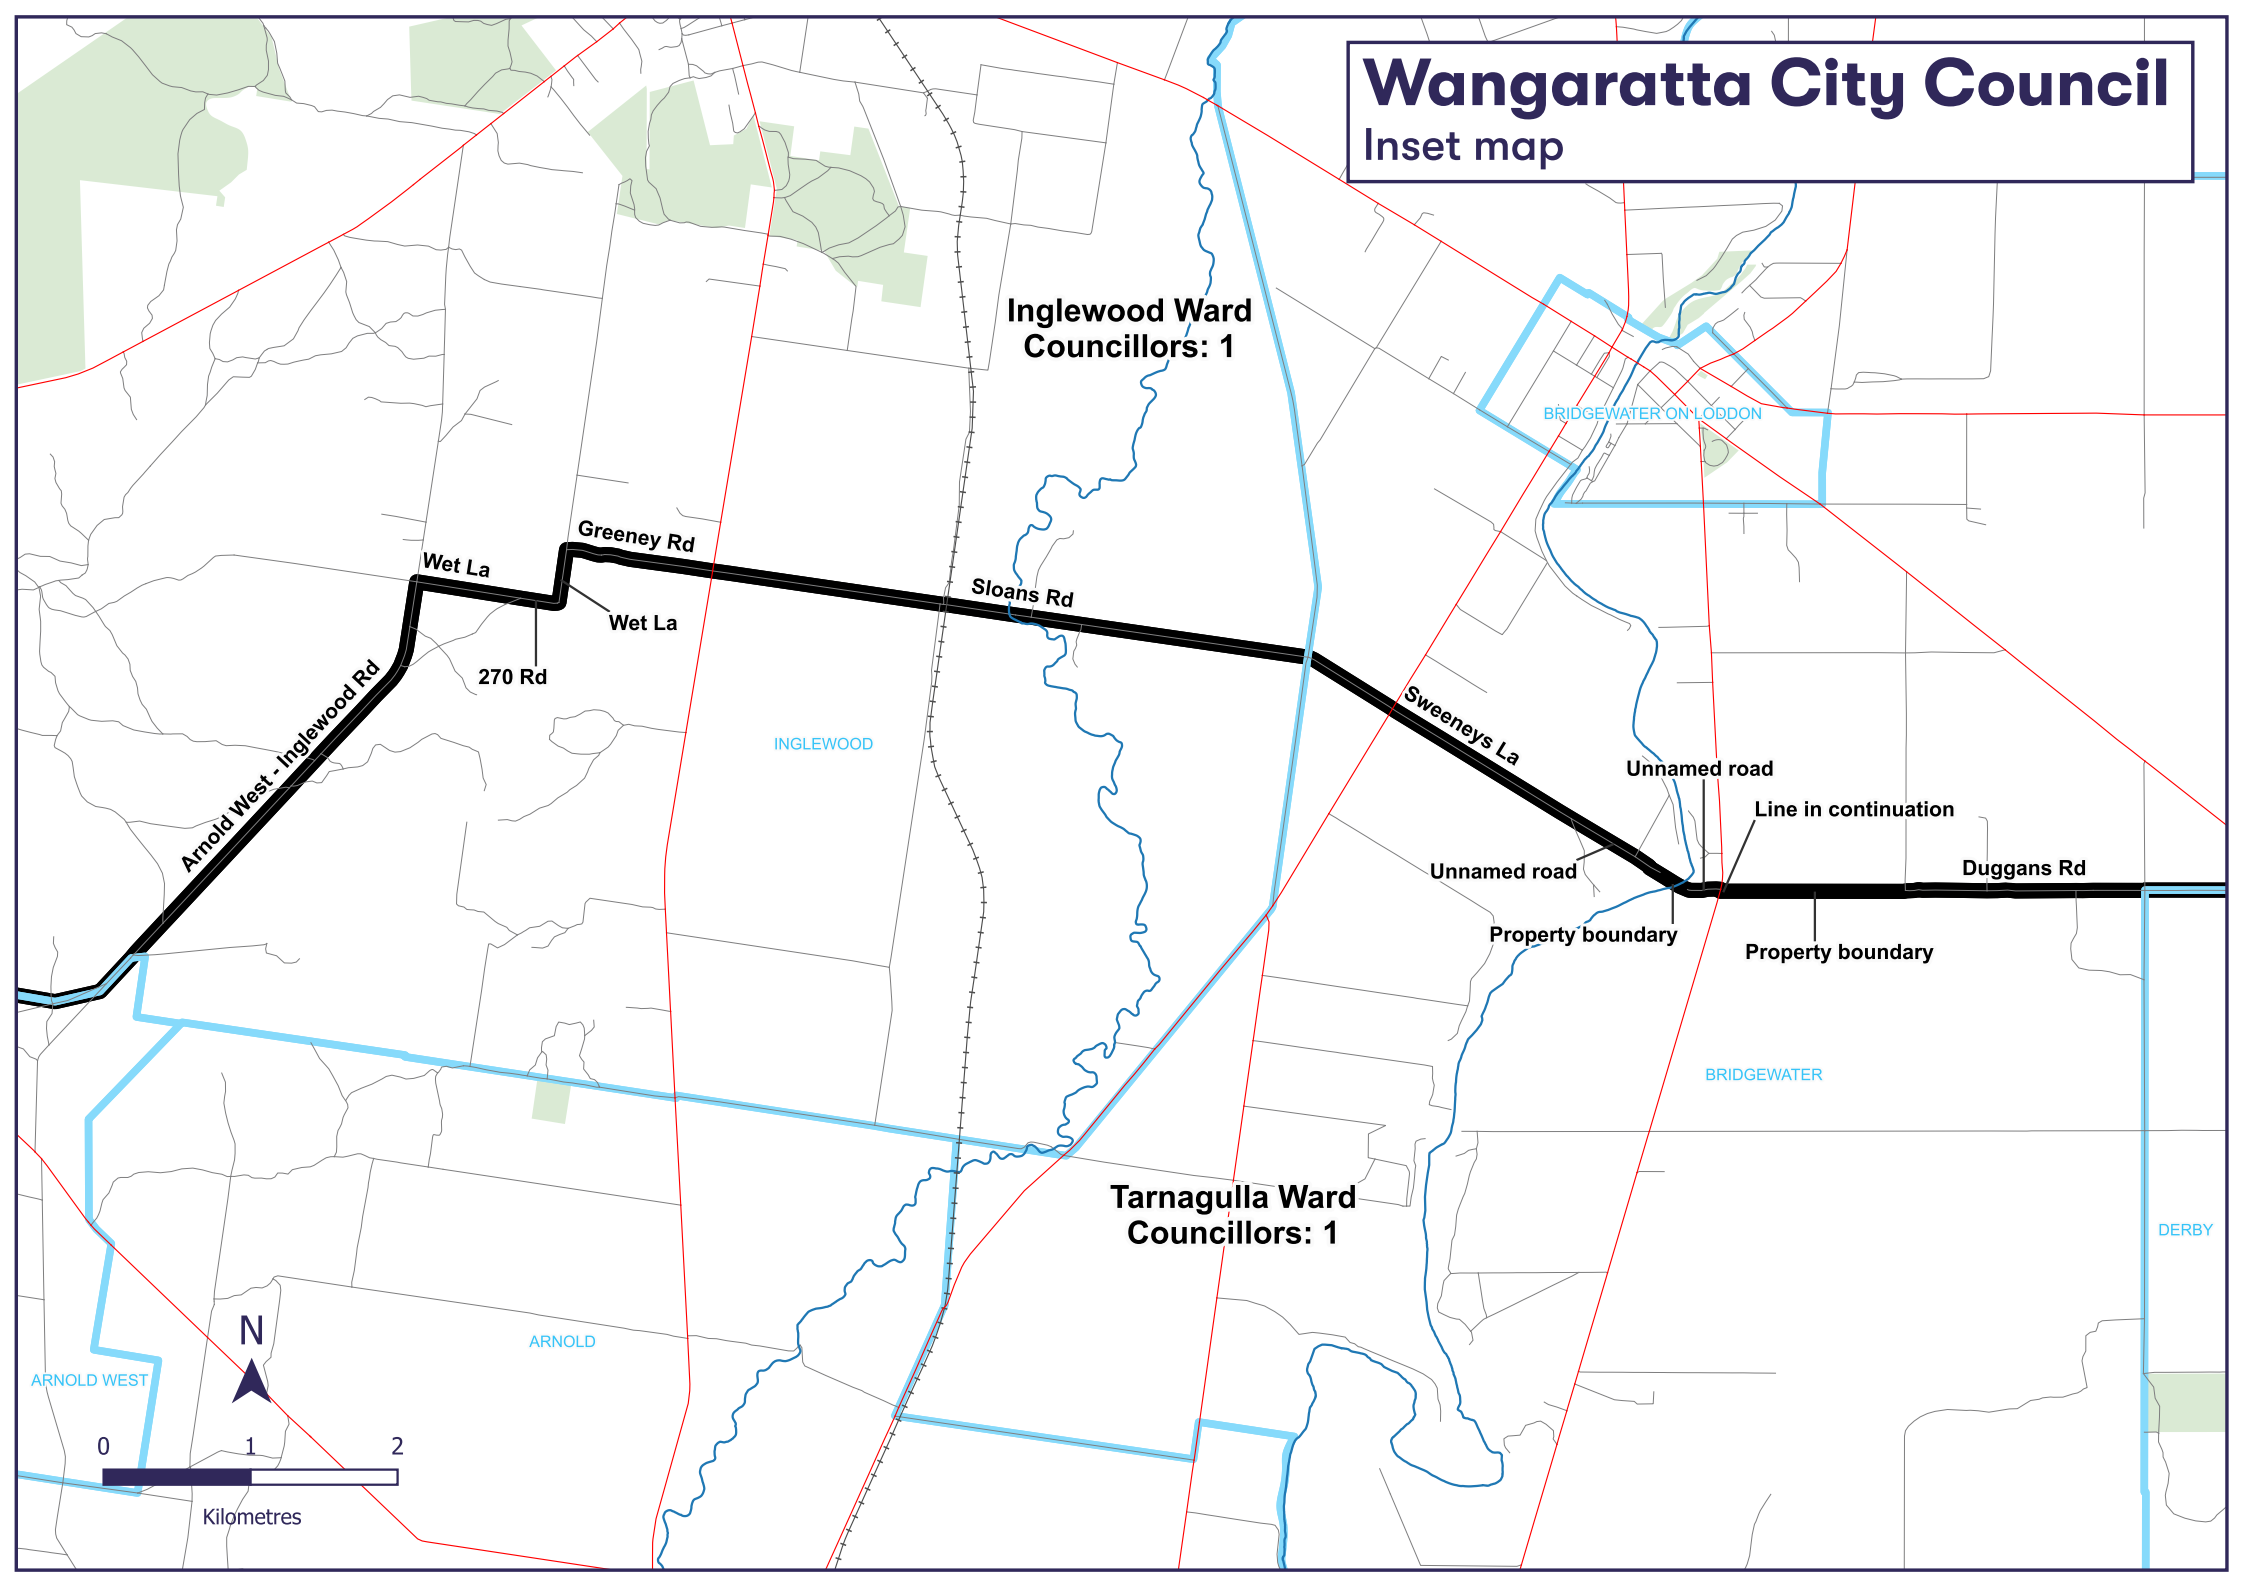 Wangaratta City Council
Inset map
Inglewood Ward
Councillors: 1
BRIDGEWATER ON LODDON
Greeney Rd
Wet La
Sloans Rd
Wet La
270 Rd
Arnold West - Inglewood Rd
INGLEWOOD
Sweeneys La
Unnamed road
Line in continuation
Unnamed road
Duggans Rd
Property boundary
Property boundary
BRIDGEWATER
Tarnagulla Ward
Councillors: 1
DERBY
N
ARNOLD
ARNOLD WEST
0 1 2
Kilometres